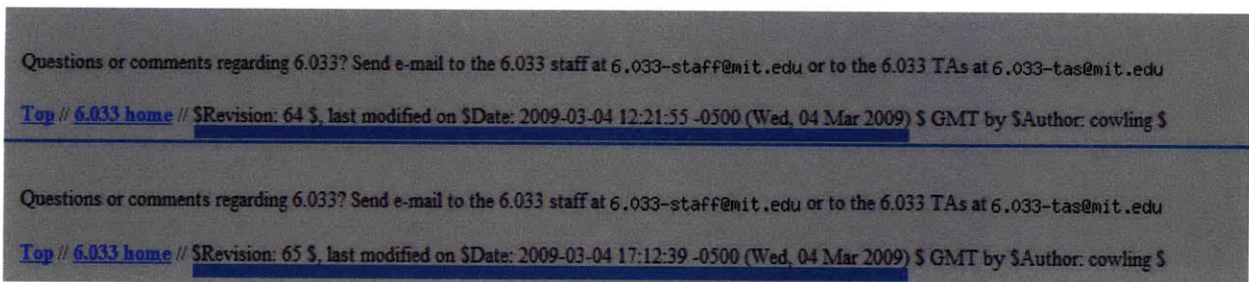 Questions or comments regarding 6.033? Send e-mail to the 6.033 staff at 6.033-staff@mit.edu or to the 6.033 TAs at 6.033-tas@mit.edu
Top // 6.033 home // $Revision: 64 $, last modified on $Date: 2009-03-04 12:21:55 -0500 (Wed, 04 Mar 2009) $ GMT by $Author: cowling $
Questions or comments regarding 6.033? Send e-mail to the 6.033 staff at 6.033-staff@mit.edu or to the 6.033 TAs at 6.033-tas@mit.edu
Top // 6.033 home // $Revision: 65 $, last modified on $Date: 2009-03-04 17:12:39 -0500 (Wed, 04 Mar 2009) $ GMT by $Author: cowling $